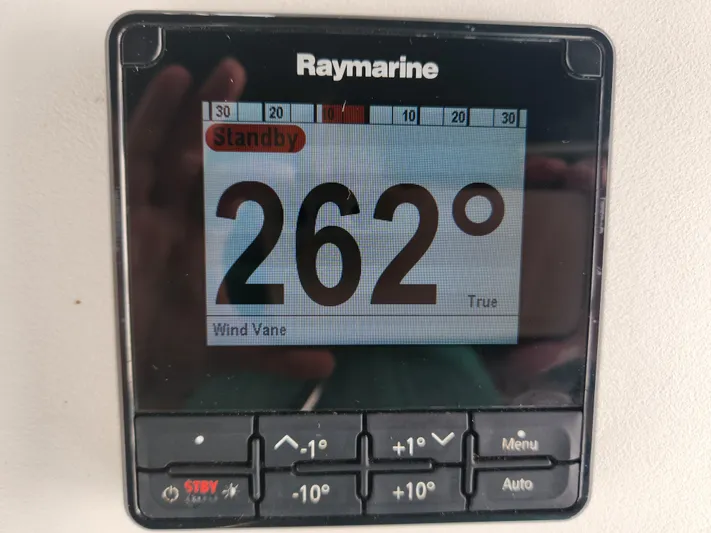 Raymarine
30 20 0 10 20 30
Standby
262°
True
Wind Vane
-1° +1° Menu
STBY -10° +10° Auto